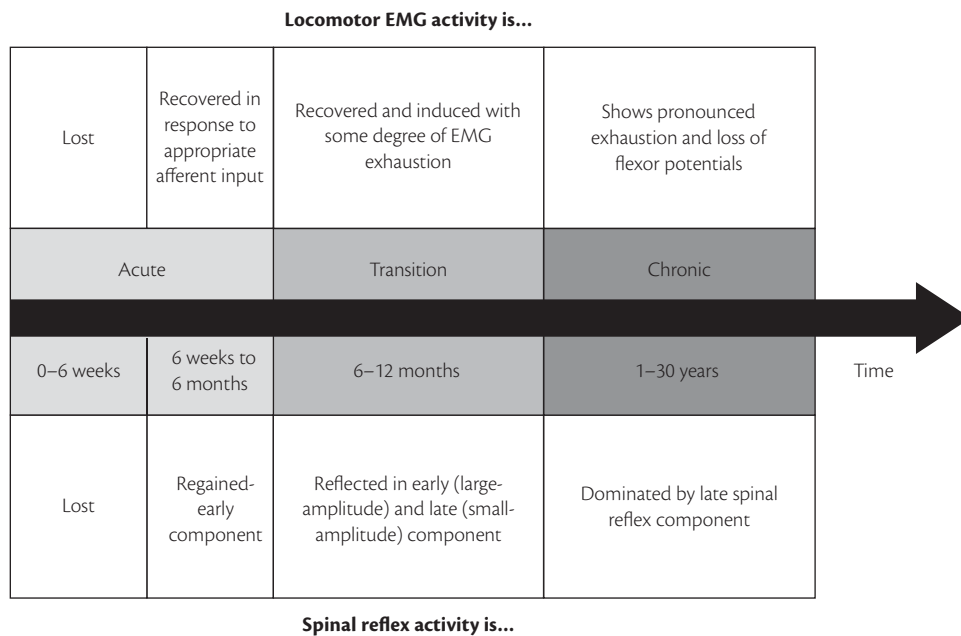 Locomotor EMG activity is...
Lost
Recovered in
response to
appropriate
afferent input
Recovered and induced with
some degree of EMG
exhaustion
Shows pronounced
exhaustion and loss of
flexor potentials
Acute
Transition
Chronic
0–6 weeks
6 weeks to
6 months
6–12 months
1–30 years
Time
Lost
Regained-
early
component
Reflected in early (large-
amplitude) and late (small-
amplitude) component
Dominated by late spinal
reflex component
Spinal reflex activity is...